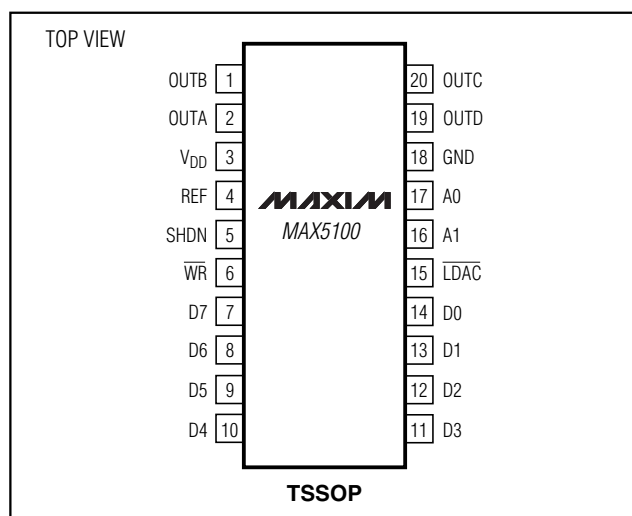 TOP VIEW
OUTB 1 20 OUTC
OUTA 2 19 OUTD
VDD 3 18 GND
REF 4 MAXIM 17 A0
SHDN 5 MAX5100 16 A1
W̅R̅ 6 15 L̅D̅A̅C̅
D7 7 14 D0
D6 8 13 D1
D5 9 12 D2
D4 10 11 D3
TSSOP